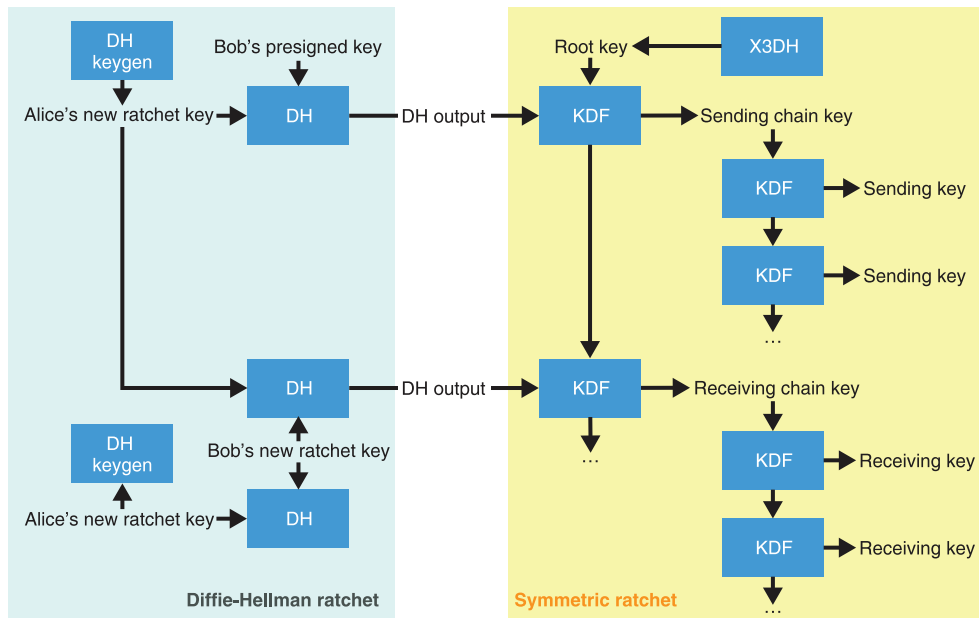 DH
keygen
Bob's presigned key
Alice's new ratchet key
DH
DH output
Root key
X3DH
KDF
Sending chain key
KDF
Sending key
KDF
Sending key
...
DH
DH output
KDF
Receiving chain key
...
DH
keygen
Bob's new ratchet key
Alice's new ratchet key
DH
KDF
Receiving key
KDF
Receiving key
...
Diffie-Hellman ratchet
Symmetric ratchet